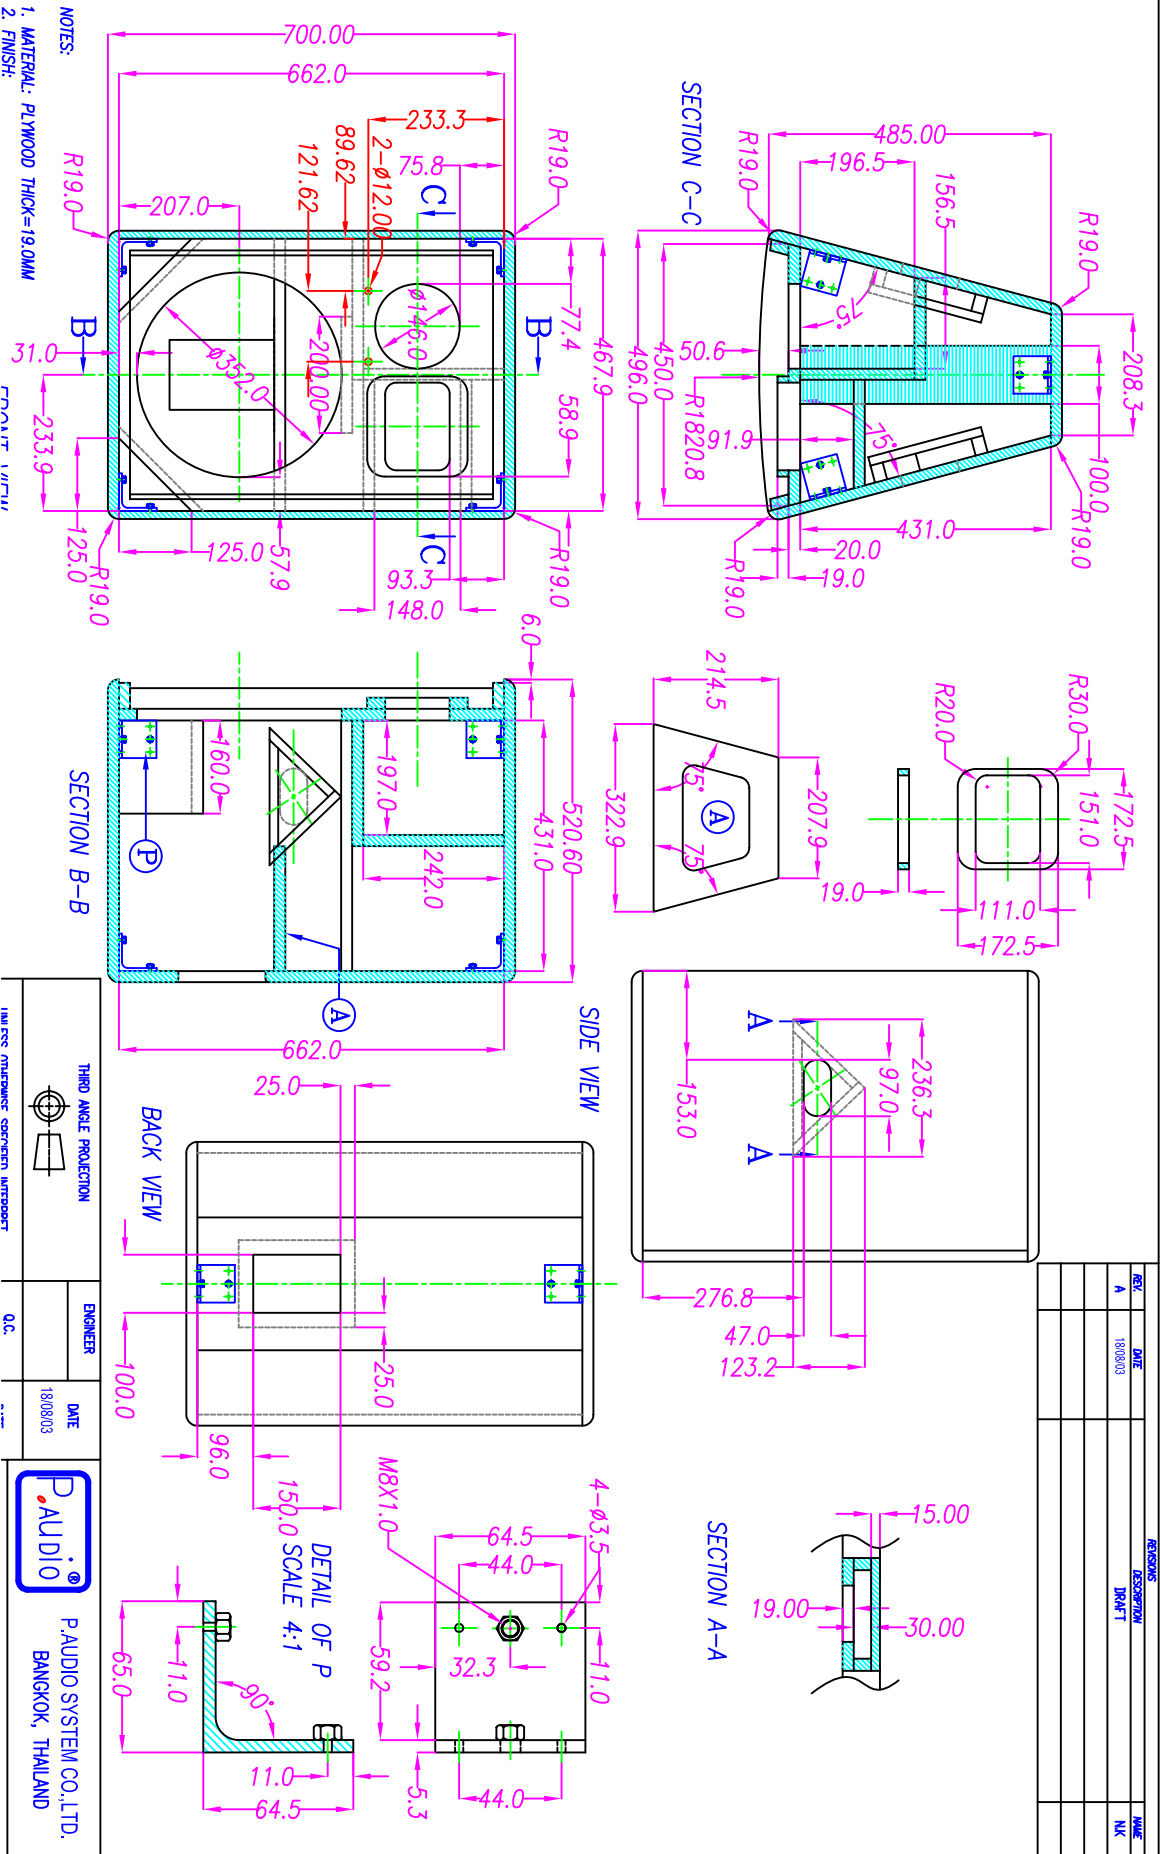 NOTES:
1. MATERIAL: PLYWOOD THICK=19.0MM
2. FINISH:
700.00
662.0
233.3
75.8
2-ø12.00
89.62
121.62
R19.0
R19.0
207.0
C
C
B
B
ø146.0
ø352.0
200.00
77.4
467.9
58.9
31.0
233.9
125.0
125.0
57.9
R19.0
R19.0
93.3
148.0
FRONT VIEW
SECTION C-C
485.00
196.5
156.5
R19.0
R19.0
75°
75°
208.3
100.0
496.0
450.0
50.6
R1820.8
91.9
431.0
20.0
19.0
R19.0
R19.0
6.0
520.60
431.0
197.0
160.0
242.0
662.0
P
A
SECTION B-B
214.5
322.9
207.9
75°
75°
A
R30.0
R20.0
172.5
151.0
19.0
111.0
172.5
SIDE VIEW
A
A
236.3
97.0
153.0
276.8
47.0
123.2
BACK VIEW
25.0
25.0
100.0
96.0
150.0
SECTION A-A
15.00
19.00
30.00
DETAIL OF P
SCALE 4:1
M8X1.0
4-ø3.5
64.5
44.0
32.3
59.2
11.0
5.3
44.0
11.0
65.0
90°
11.0
64.5
REVISIONS
REV. DATE DESCRIPTION NAME
A 18/08/03 DRAFT N.K
THIRD ANGLE PROJECTION
UNLESS OTHERWISE SPECIFIED INTERPRET
ENGINEER
DATE
18/08/03
Q.C.
P.AUDIO ®
P.AUDIO SYSTEM CO.,LTD.
BANGKOK, THAILAND